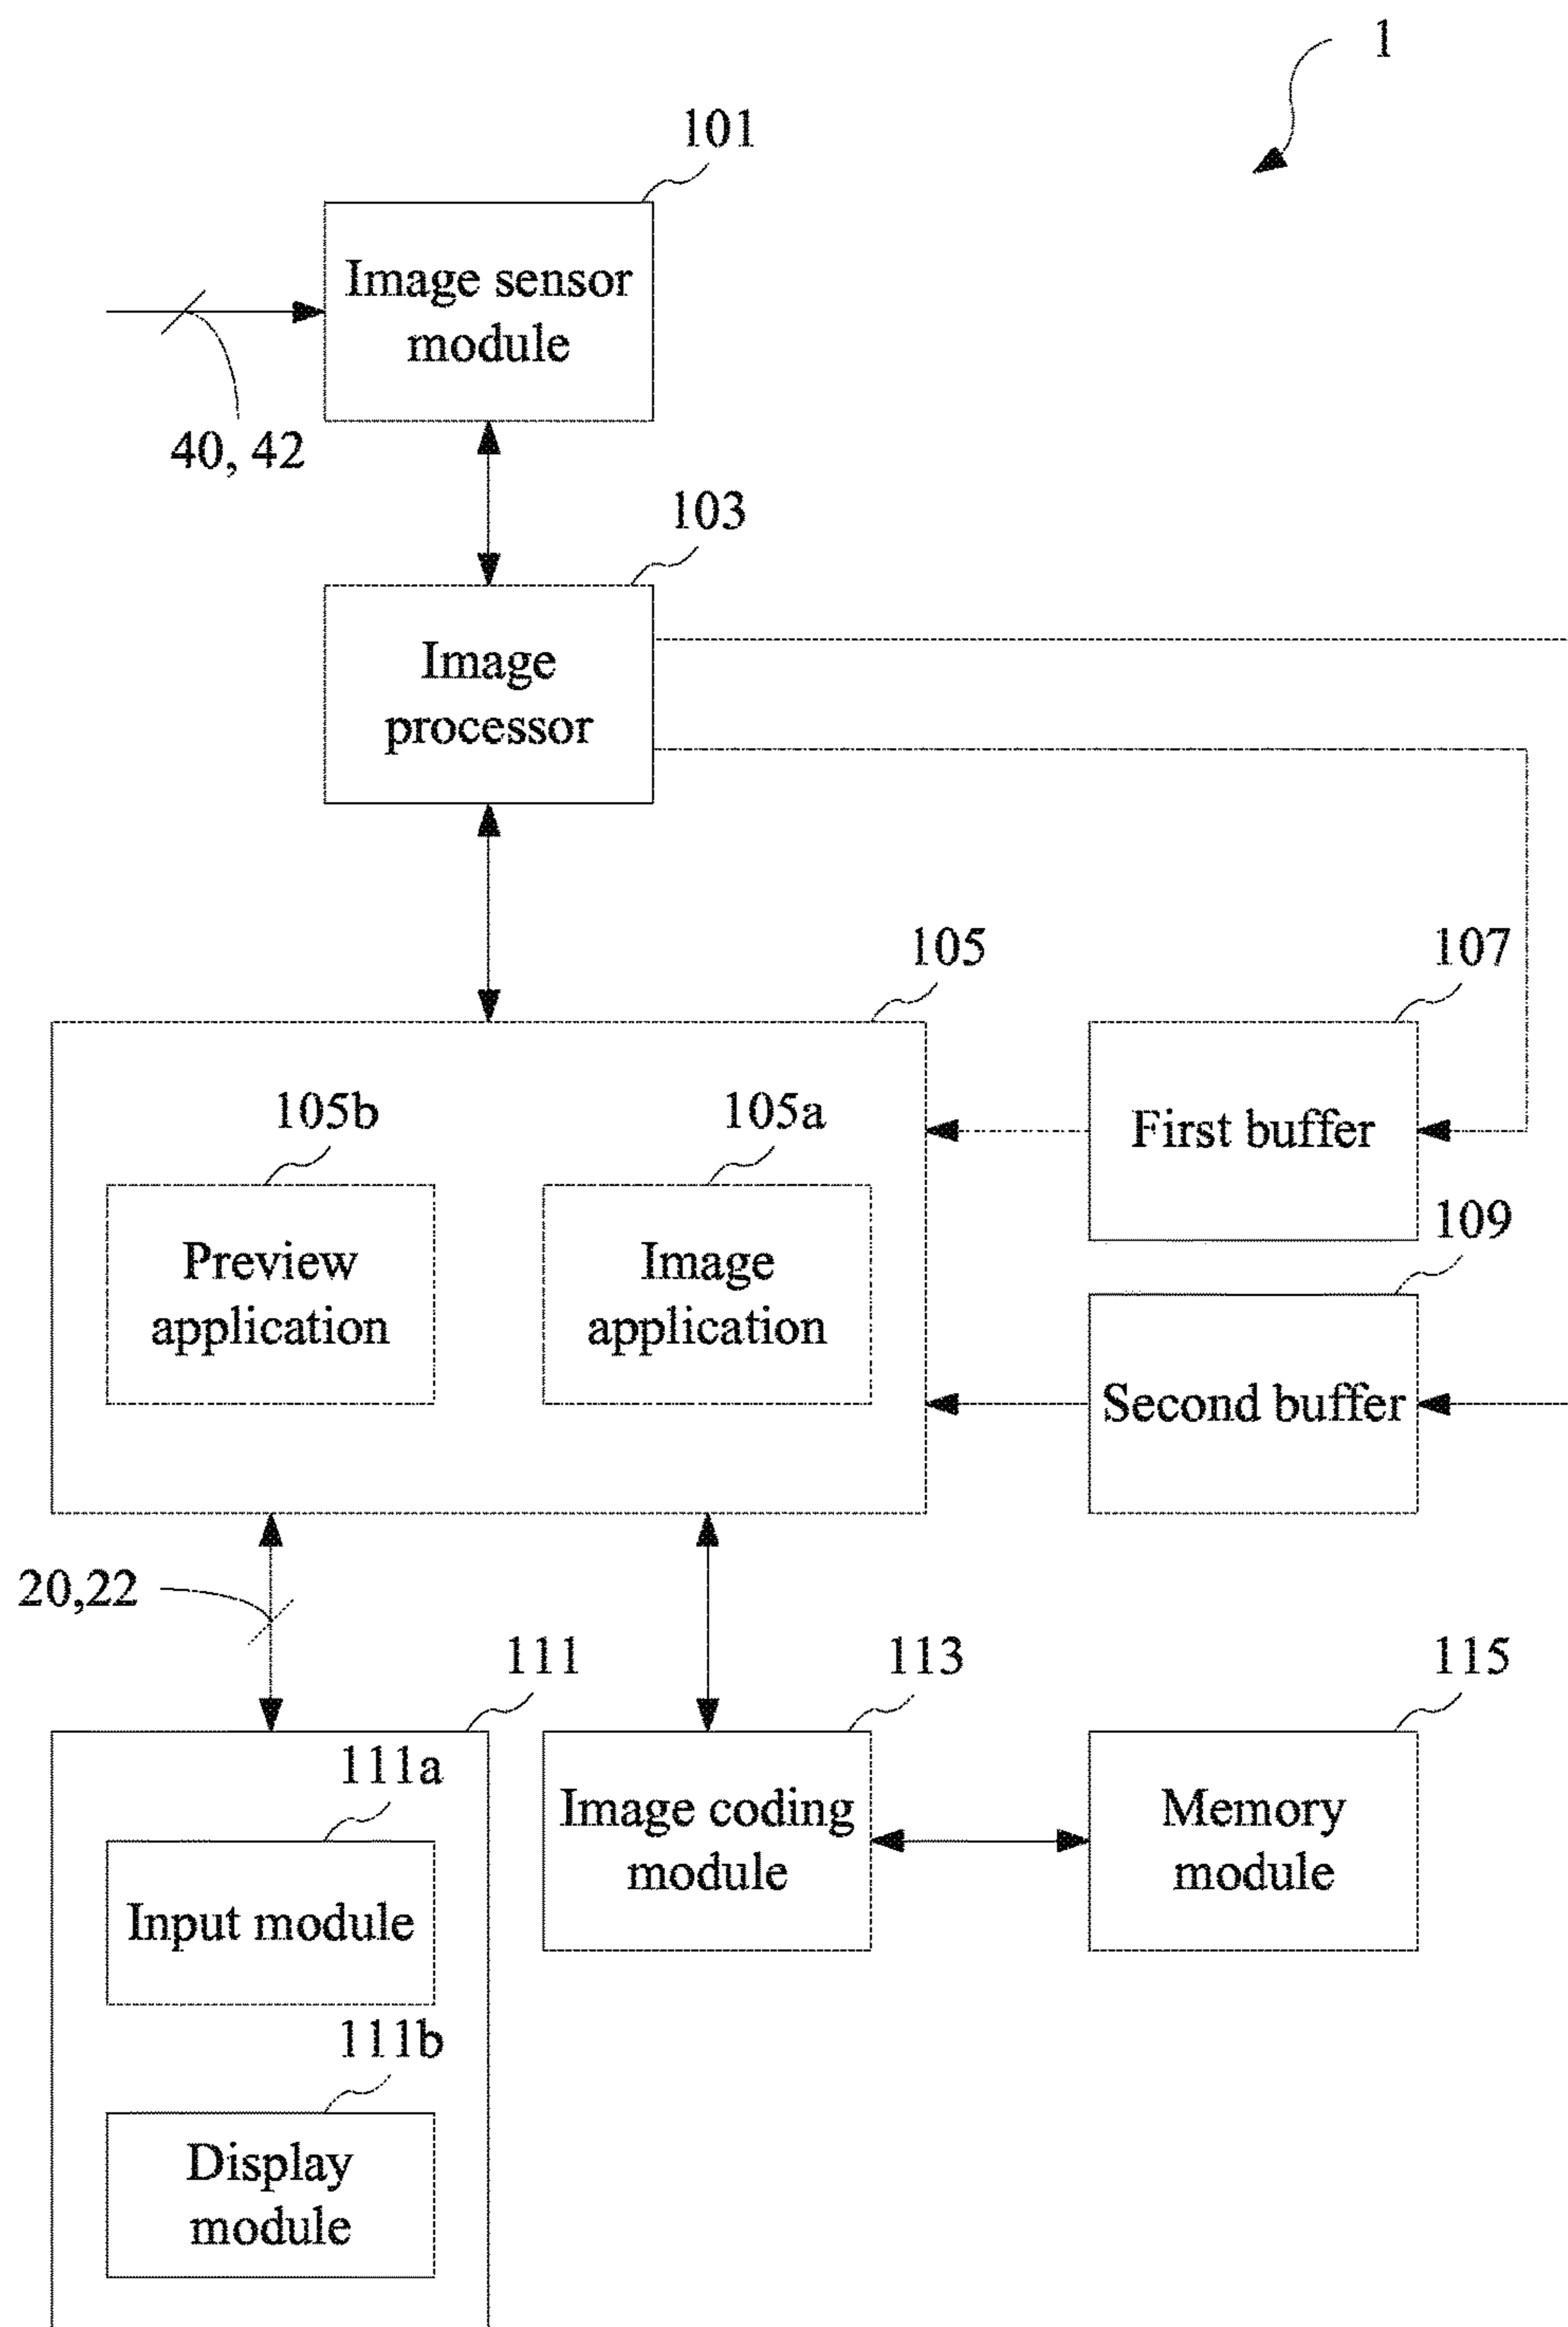 1
101
Image sensor
module
40, 42
103
Image
processor
105
107
105b
105a
First buffer
Preview
application
Image
application
109
Second buffer
20,22
111
113
115
111a
Image coding
module
Memory
module
Input module
111b
Display
module